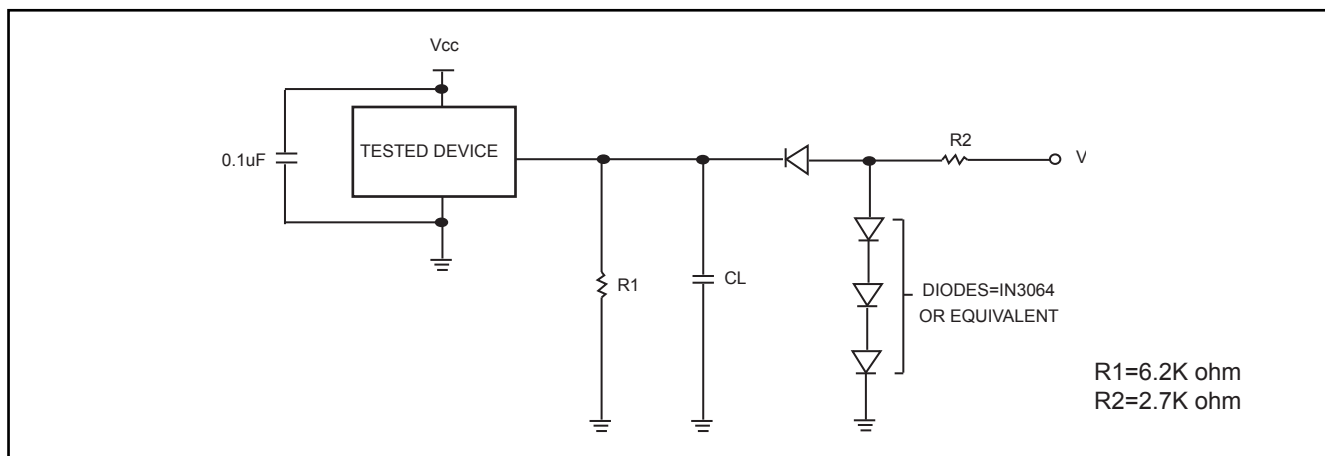 Vcc
0.1uF
TESTED DEVICE
R2
V
R1
CL
DIODES=IN3064
OR EQUIVALENT
R1=6.2K ohm
R2=2.7K ohm